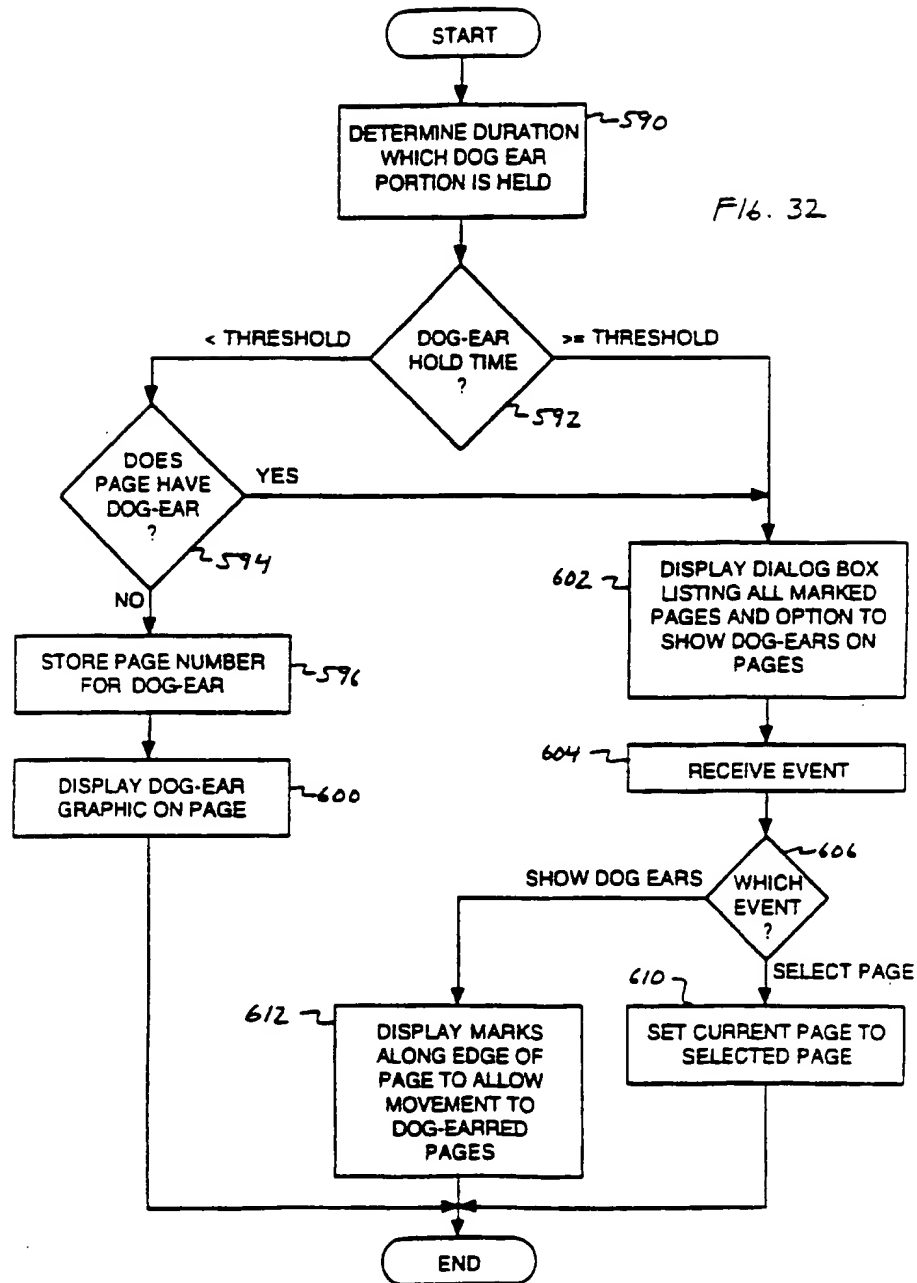 START
590
DETERMINE DURATION
WHICH DOG EAR
PORTION IS HELD
FIG. 32
< THRESHOLD
DOG-EAR
HOLD TIME
?
>= THRESHOLD
592
DOES
PAGE HAVE
DOG-EAR
?
YES
594
NO
602
DISPLAY DIALOG BOX
LISTING ALL MARKED
PAGES AND OPTION TO
SHOW DOG-EARS ON
PAGES
STORE PAGE NUMBER
FOR DOG-EAR
596
604
RECEIVE EVENT
DISPLAY DOG-EAR
GRAPHIC ON PAGE
600
606
SHOW DOG EARS
WHICH
EVENT
?
SELECT PAGE
610
SET CURRENT PAGE TO
SELECTED PAGE
612
DISPLAY MARKS
ALONG EDGE OF
PAGE TO ALLOW
MOVEMENT TO
DOG-EARRED
PAGES
END